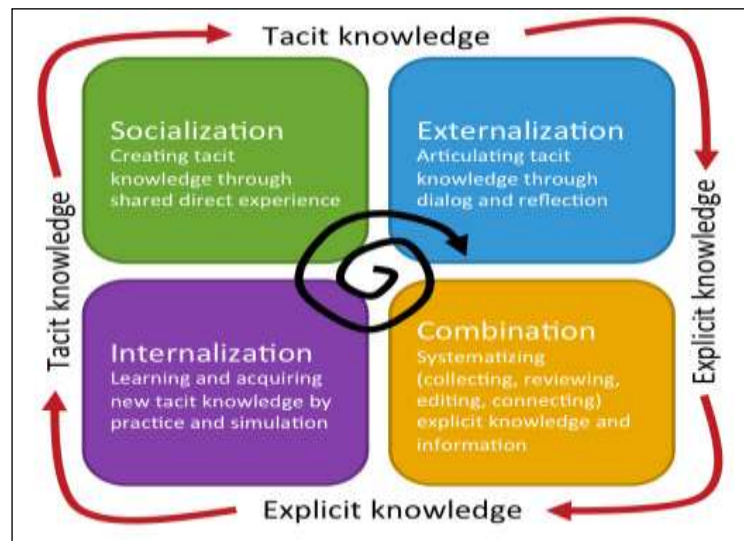 Tacit knowledge
Socialization
Creating tacit
knowledge through
shared direct experience
Externalization
Articulating tacit
knowledge through
dialog and reflection
Tacit knowledge
Explicit knowledge
Internalization
Learning and acquiring
new tacit knowledge by
practice and simulation
Combination
Systematizing
(collecting, reviewing,
editing, connecting)
explicit knowledge and
information
Explicit knowledge